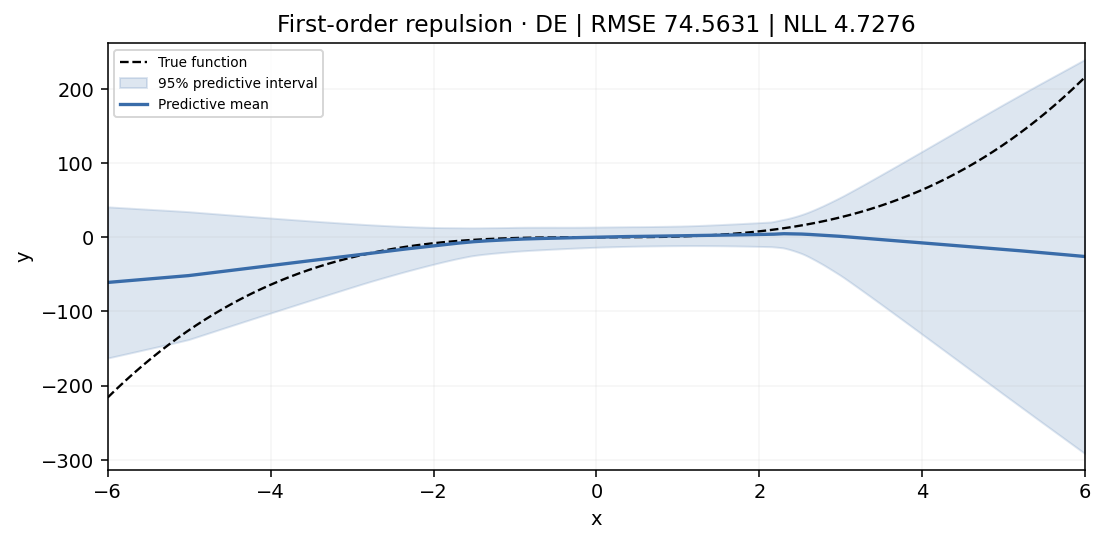 First-order repulsion · DE | RMSE 74.5631 | NLL 4.7276
True function
95% predictive interval
Predictive mean
200
100
0
−100
−200
−300
y
−6 −4 −2 0 2 4 6
x